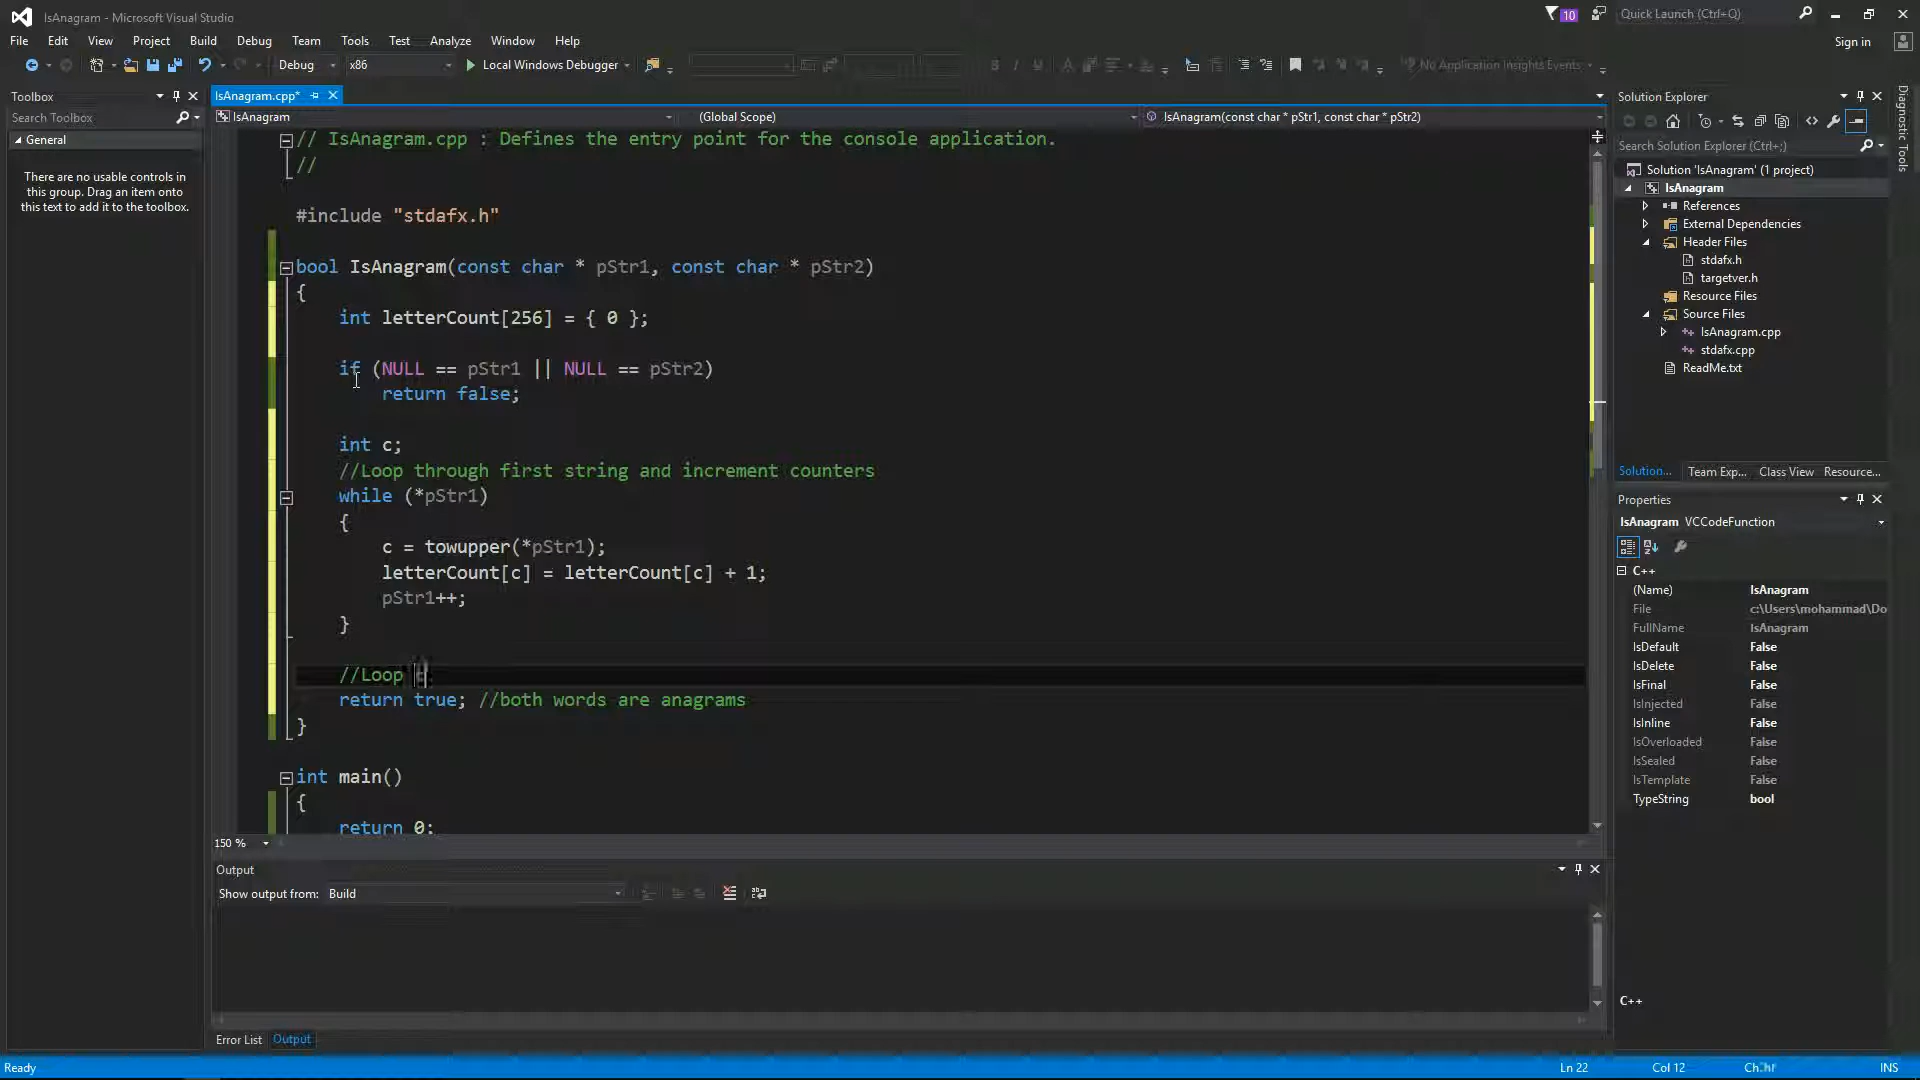 IsAnagram - Microsoft Visual Studio
10
Quick Launch (Ctrl+Q)
File Edit View Project Build Debug Team Tools Test Analyze Window Help
Sign in
Debug x86 Local Windows Debugger
No Application Insights Events
Toolbox
Search Toolbox
General
There are no usable controls in
this group. Drag an item onto
this text to add it to the toolbox.
IsAnagram.cpp*
IsAnagram (Global Scope) IsAnagram(const char * pStr1, const char * pStr2)
// IsAnagram.cpp : Defines the entry point for the console application.
//
#include "stdafx.h"
bool IsAnagram(const char * pStr1, const char * pStr2)
{
int letterCount[256] = { 0 };
if (NULL == pStr1 || NULL == pStr2)
return false;
int c;
//Loop through first string and increment counters
while (*pStr1)
{
c = towupper(*pStr1);
letterCount[c] = letterCount[c] + 1;
pStr1++;
}
//Loop
return true; //both words are anagrams
}
int main()
{
return 0;
150 %
Output
Show output from: Build
Error List Output
Solution Explorer
Search Solution Explorer (Ctrl+;)
Solution 'IsAnagram' (1 project)
IsAnagram
References
External Dependencies
Header Files
stdafx.h
targetver.h
Resource Files
Source Files
IsAnagram.cpp
stdafx.cpp
ReadMe.txt
Solution... Team Exp... Class View Resource...
Properties
IsAnagram VCCodeFunction
C++
(Name) IsAnagram
File c:\Users\mohammad\Do
FullName IsAnagram
IsDefault False
IsDelete False
IsFinal False
IsInjected False
IsInline False
IsOverloaded False
IsSealed False
IsTemplate False
TypeString bool
C++
Diagnostic Tools
Ready Ln 22 Col 12 INS